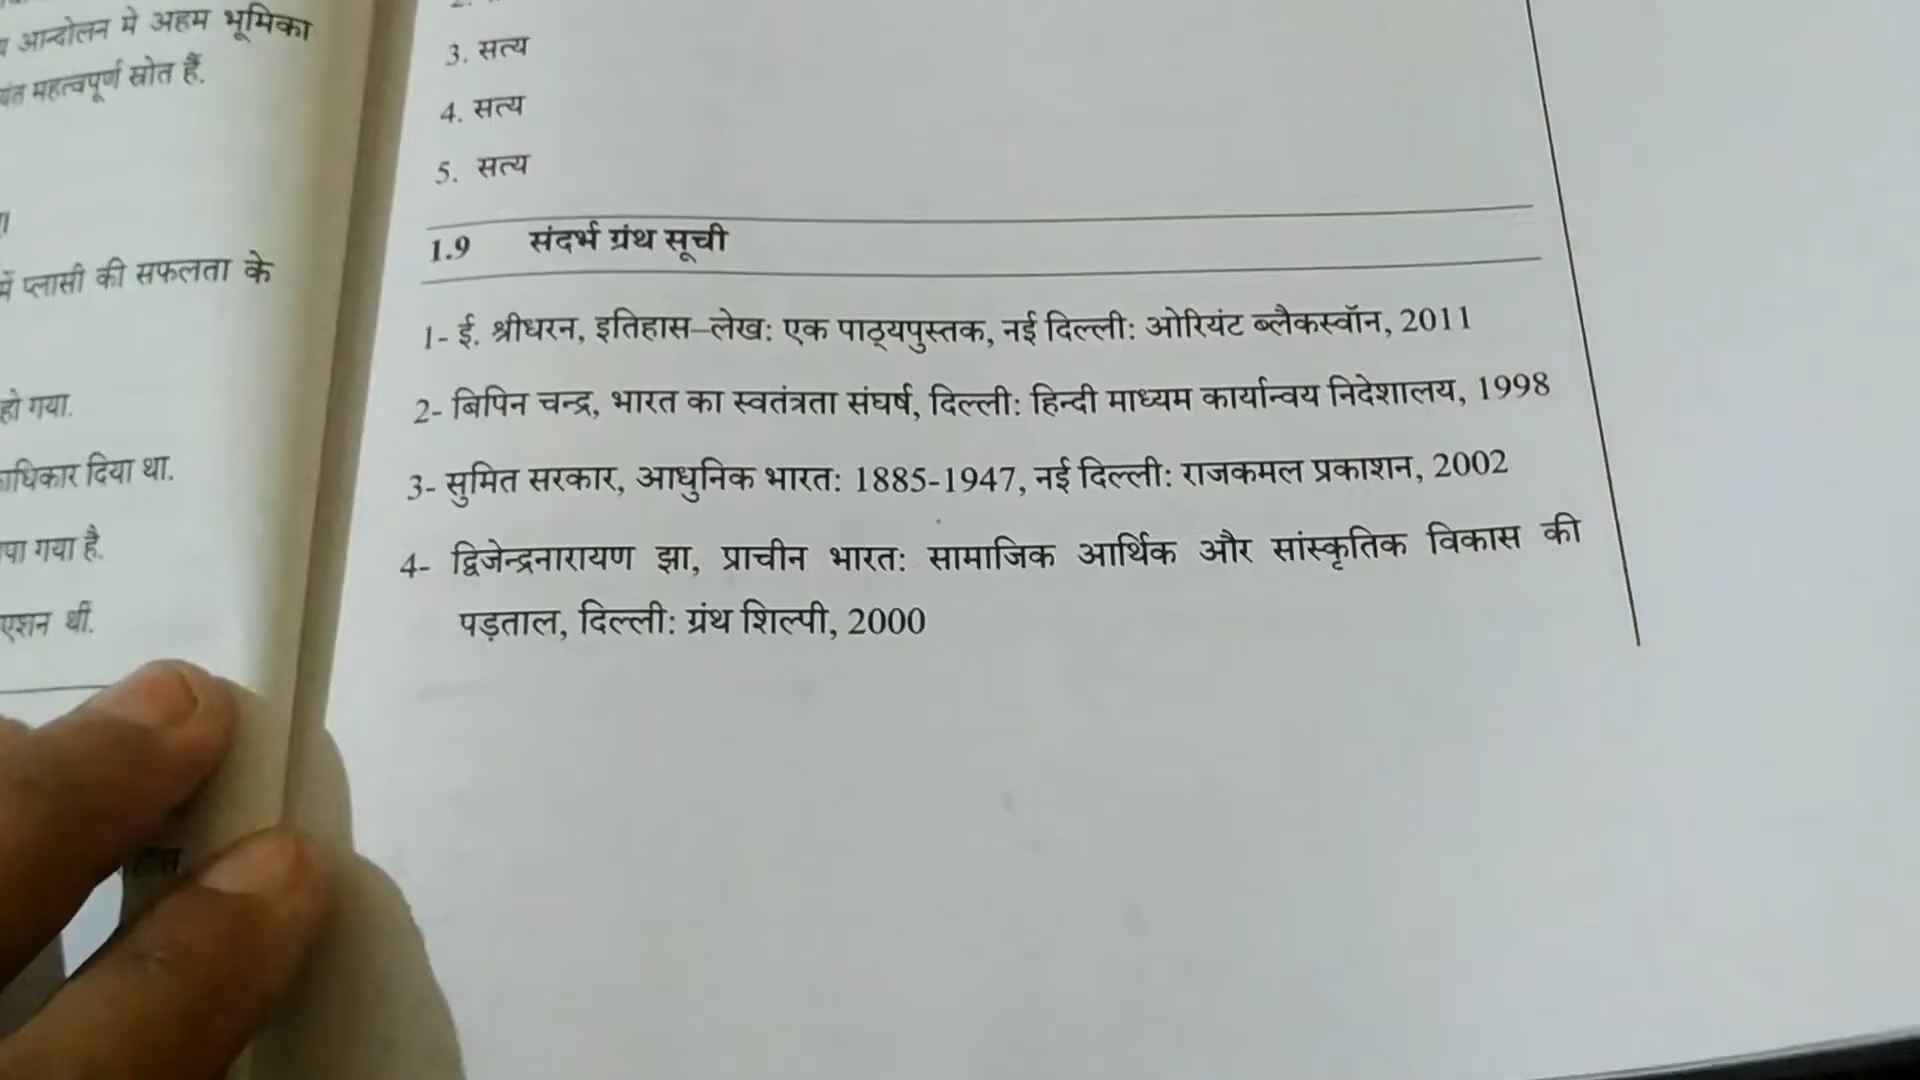 आन्दोलन मे अहम भूमिका
महत्वपूर्ण स्रोत हैं.
में प्लासी की सफलता के
हो गया.
दिया था.
गया है.
थीं.
3. सत्य
4. सत्य
5. सत्य
1.9 संदर्भ ग्रंथ सूची
1- ई. श्रीधरन, इतिहास–लेख: एक पाठ्यपुस्तक, नई दिल्ली: ओरियंट ब्लैकस्वॉन, 2011
2- बिपिन चन्द्र, भारत का स्वतंत्रता संघर्ष, दिल्ली: हिन्दी माध्यम कार्यान्वय निदेशालय, 1998
3- सुमित सरकार, आधुनिक भारत: 1885-1947, नई दिल्ली: राजकमल प्रकाशन, 2002
4- द्विजेन्द्रनारायण झा, प्राचीन भारत: सामाजिक आर्थिक और सांस्कृतिक विकास की
पड़ताल, दिल्ली: ग्रंथ शिल्पी, 2000